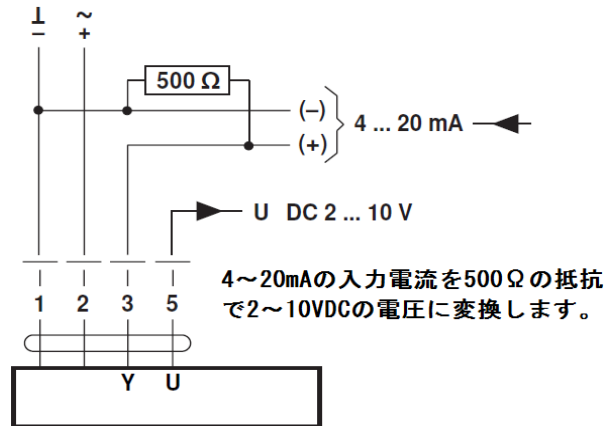 ⊥ ~
− +
500 Ω
(–)
4 ... 20 mA
(+)
U DC 2 ... 10 V
4～20mAの入力電流を500Ωの抵抗
で2～10VDCの電圧に変換します。
1 2 3 5
Y U